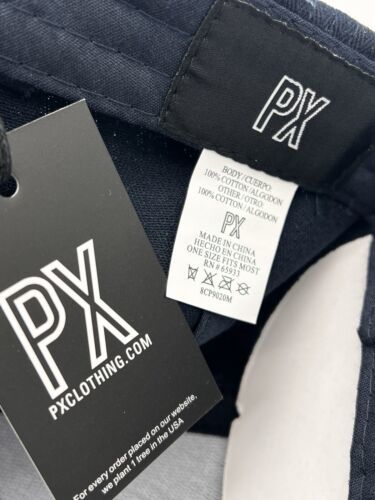 PX
BODY/CUERPO:
100% COTTON/ALGODON
OTHER/OTRO:
100% COTTON/ALGODON
PX
MADE IN CHINA
HECHO EN CHINA
ONE SIZE FITS MOST
RN # 65931
8CP9020M
PX
PXCLOTHING.COM
For every order placed on our website,
we plant 1 tree in the USA